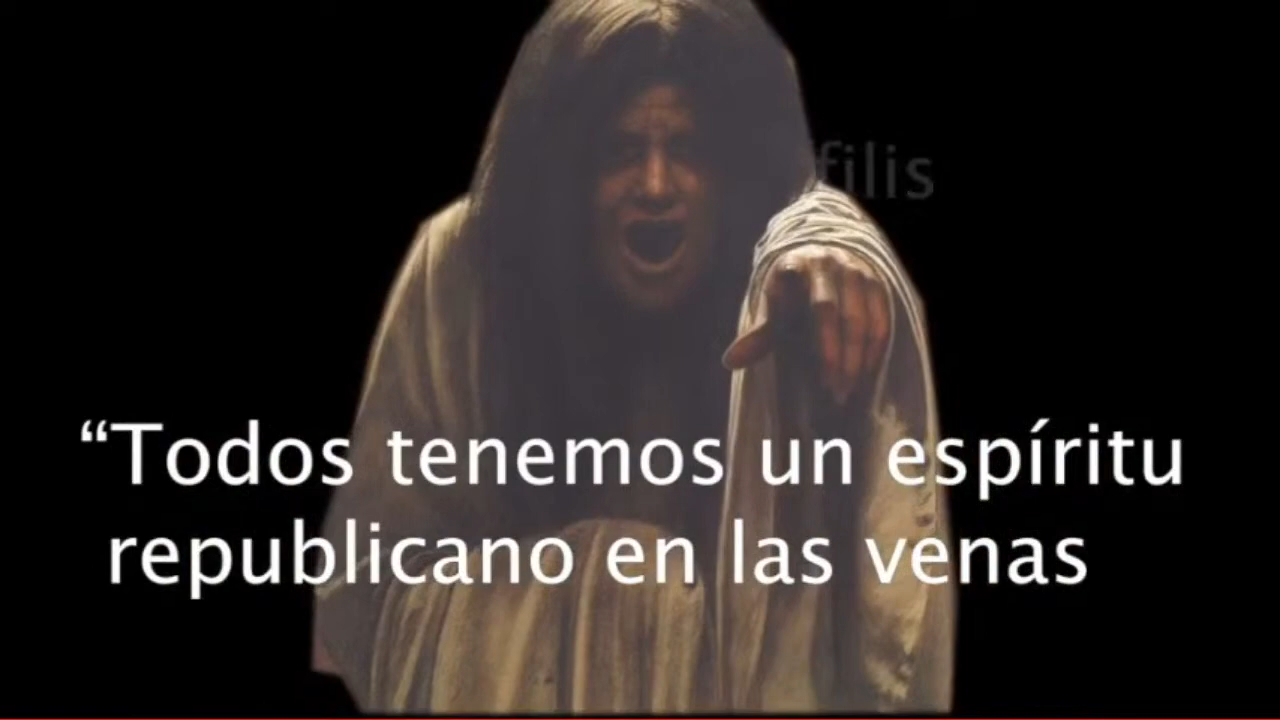 filis
“Todos tenemos un espíritu
republicano en las venas